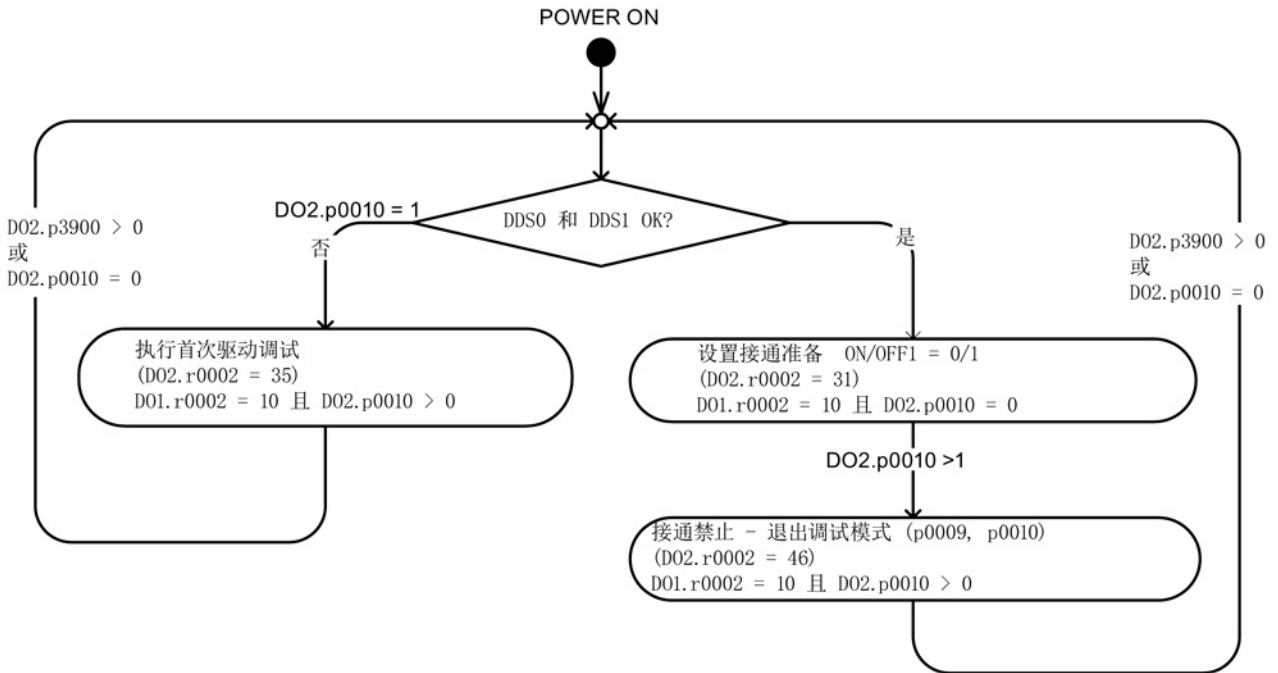 POWER ON
DO2.p0010 = 1
DDS0 和 DDS1 OK?
否
是
DO2.p3900 > 0
或
DO2.p0010 = 0
DO2.p3900 > 0
或
DO2.p0010 = 0
执行首次驱动调试
(DO2.r0002 = 35)
DO1.r0002 = 10 且 DO2.p0010 > 0
设置接通准备 ON/OFF1 = 0/1
(DO2.r0002 = 31)
DO1.r0002 = 10 且 DO2.p0010 = 0
DO2.p0010 >1
接通禁止 - 退出调试模式 (p0009, p0010)
(DO2.r0002 = 46)
DO1.r0002 = 10 且 DO2.p0010 > 0